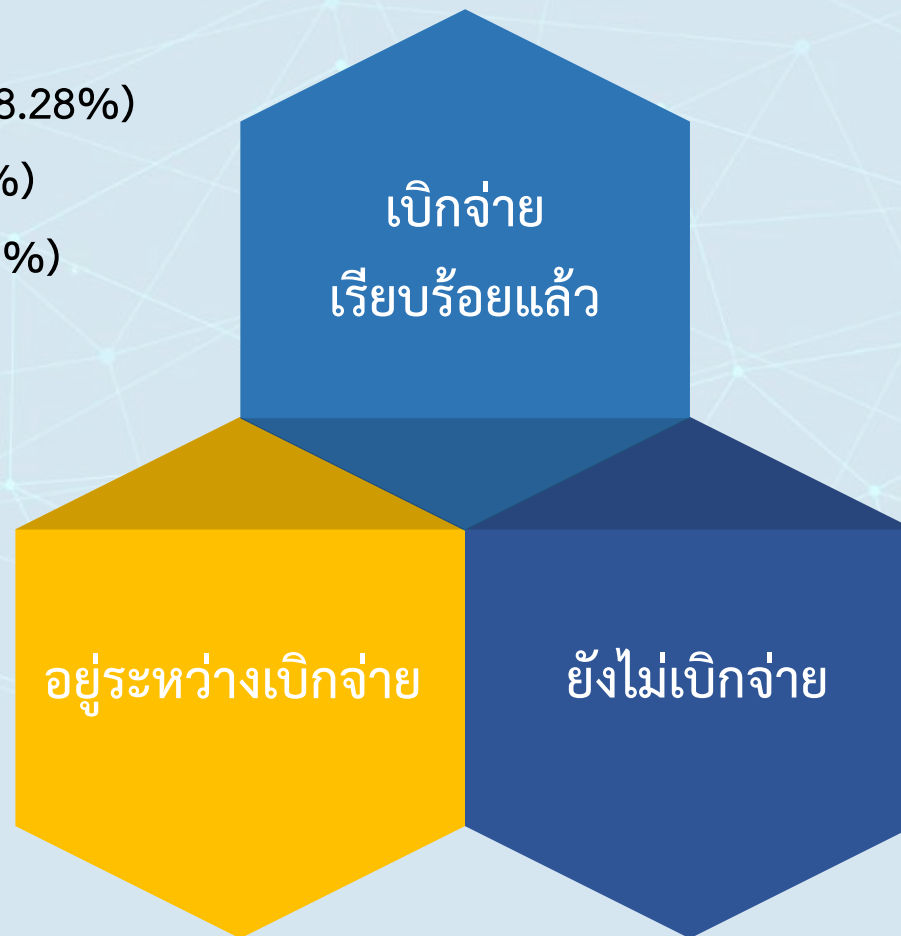 8.28%)
%)
%)
เบิกจ่าย
เรียบร้อยแล้ว
อยู่ระหว่างเบิกจ่าย
ยังไม่เบิกจ่าย